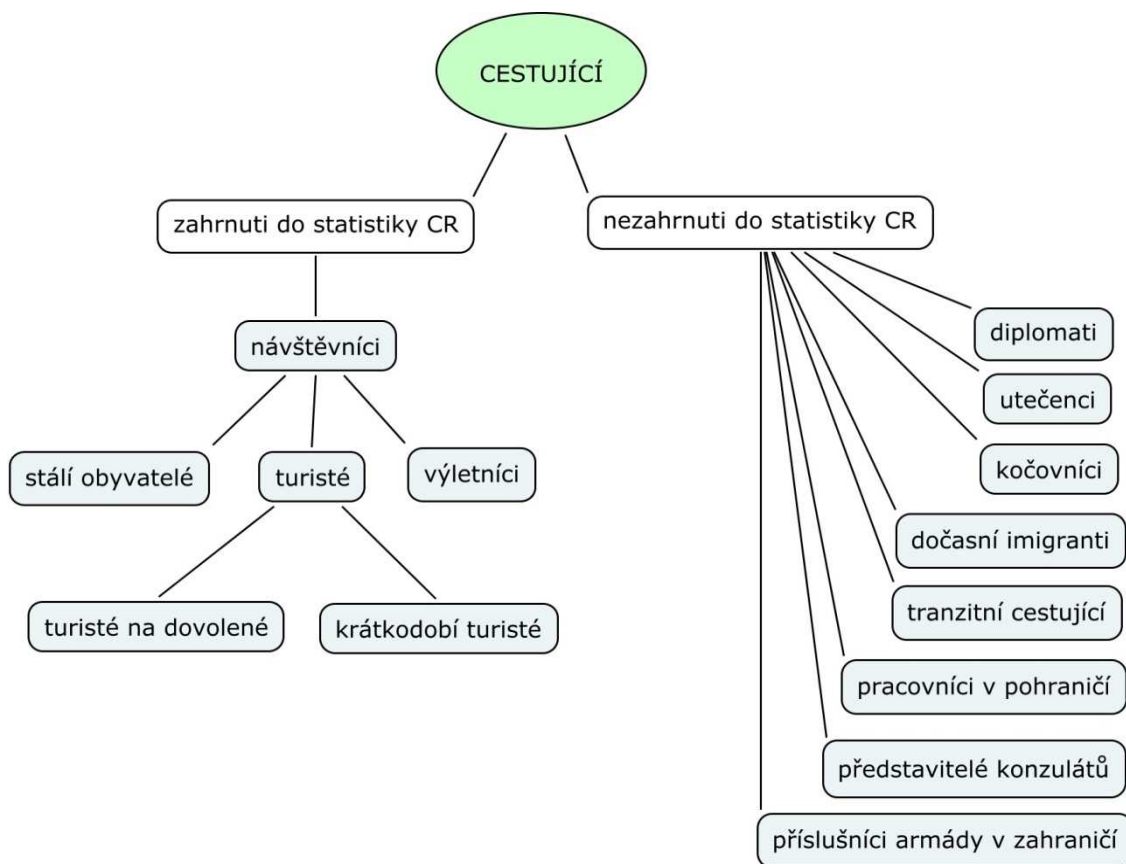 CESTUJÍCÍ
zahrnuti do statistiky CR
nezahrnuti do statistiky CR
návštěvníci
diplomati
utečenci
stálí obyvatelé
turisté
výletníci
kočovníci
dočasní imigranti
tranzitní cestující
turisté na dovolené
krátkodobí turisté
pracovníci v pohraničí
představitelé konzulátů
příslušníci armády v zahraničí